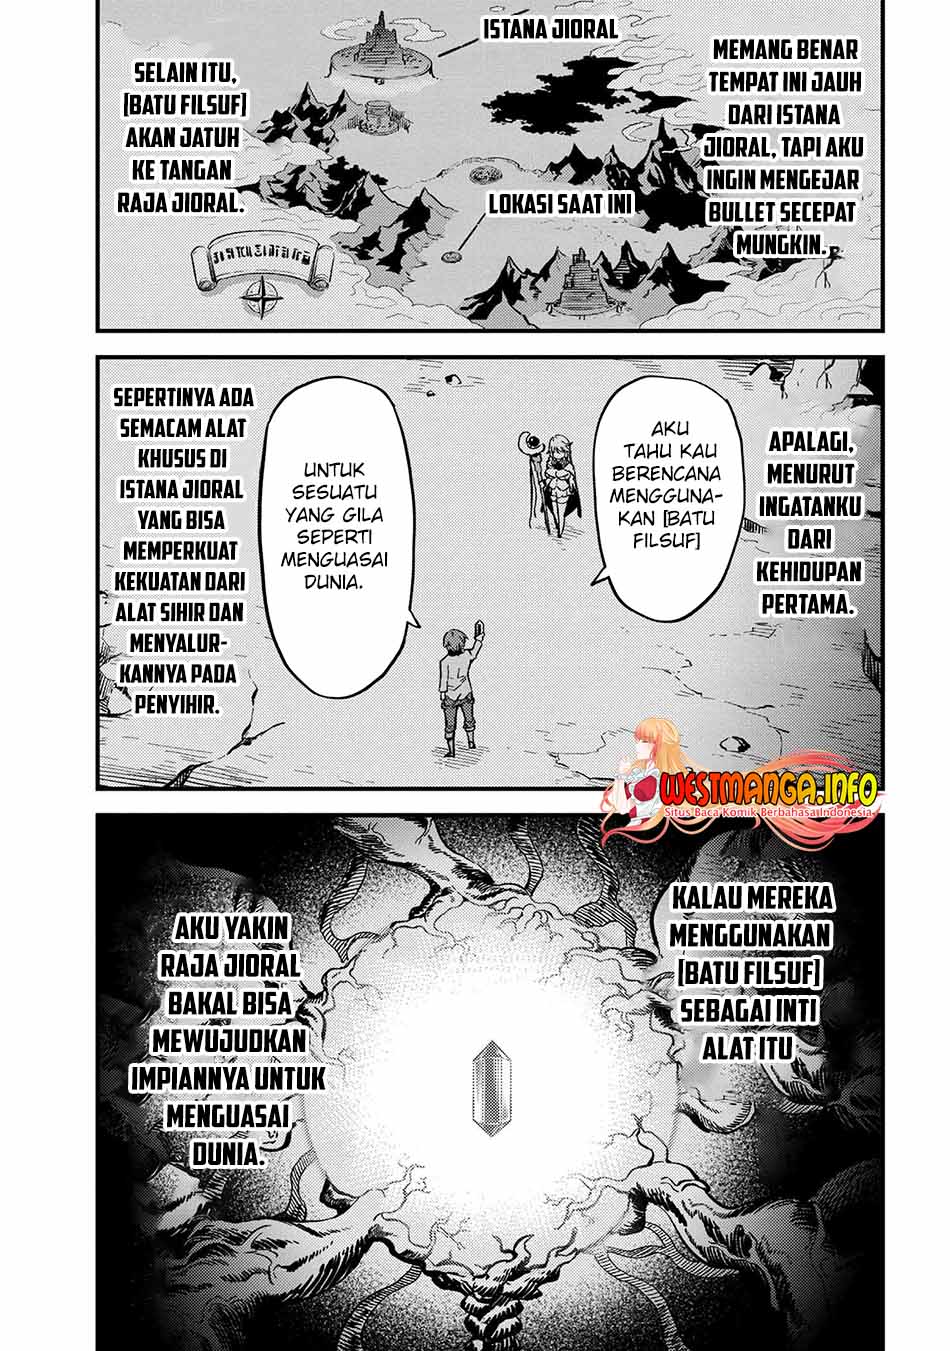 ISTANA JIORAL
MEMANG BENAR
TEMPAT INI JAUH
DARI ISTANA
JIORAL, TAPI AKU
INGIN MENGEJAR
BULLET SECEPAT
MUNGKIN.
SELAIN ITU,
[BATU FILSUF]
AKAN JATUH
KE TANGAN
RAJA JIORAL.
LOKASI SAAT INI
APALAGI,
MENURUT
INGATANKU
DARI
KEHIDUPAN
PERTAMA.
AKU
TAHU KAU
BERENCANA
MENGGUNA-
KAN [BATU
FILSUF]
UNTUK
SESUATU
YANG GILA
SEPERTI
MENGUASAI
DUNIA.
SEPERTINYA ADA
SEMACAM ALAT
KHUSUS DI
ISTANA JIORAL
YANG BISA
MEMPERKUAT
KEKUATAN DARI
ALAT SIHIR DAN
MENYALUR-
KANNYA PADA
PENYIHIR.
WESTMANGA.INFO
Situs Baca Komik Berbahasa Indonesia
KALAU MEREKA
MENGGUNAKAN
[BATU FILSUF]
SEBAGAI INTI
ALAT ITU
AKU YAKIN
RAJA JIORAL
BAKAL BISA
MEWUJUDKAN
IMPIANNYA UNTUK
MENGUASAI
DUNIA.